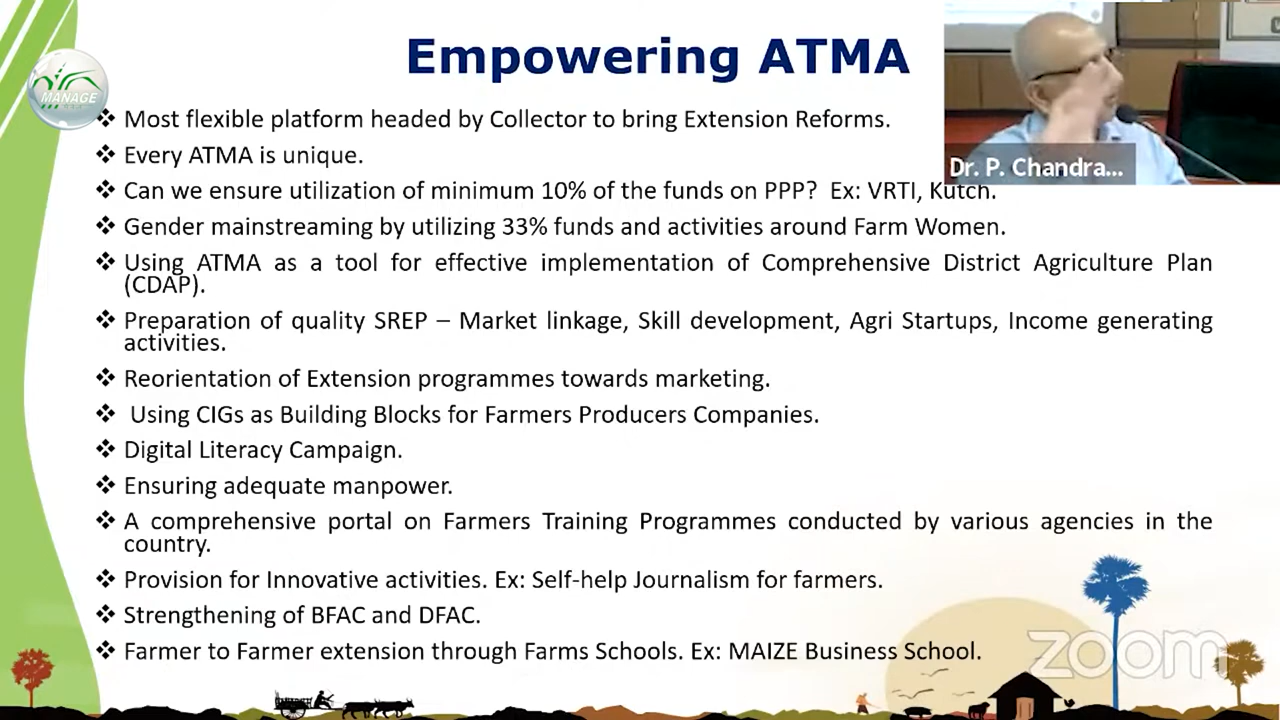 Empowering ATMA
MANAGE
Dr. P. Chandra...
❖ Most flexible platform headed by Collector to bring Extension Reforms.
❖ Every ATMA is unique.
❖ Can we ensure utilization of minimum 10% of the funds on PPP? Ex: VRTI, Kutch.
❖ Gender mainstreaming by utilizing 33% funds and activities around Farm Women.
❖ Using ATMA as a tool for effective implementation of Comprehensive District Agriculture Plan
(CDAP).
❖ Preparation of quality SREP – Market linkage, Skill development, Agri Startups, Income generating
activities.
❖ Reorientation of Extension programmes towards marketing.
❖ Using CIGs as Building Blocks for Farmers Producers Companies.
❖ Digital Literacy Campaign.
❖ Ensuring adequate manpower.
❖ A comprehensive portal on Farmers Training Programmes conducted by various agencies in the
country.
❖ Provision for Innovative activities. Ex: Self-help Journalism for farmers.
❖ Strengthening of BFAC and DFAC.
❖ Farmer to Farmer extension through Farms Schools. Ex: MAIZE Business School.
zoom